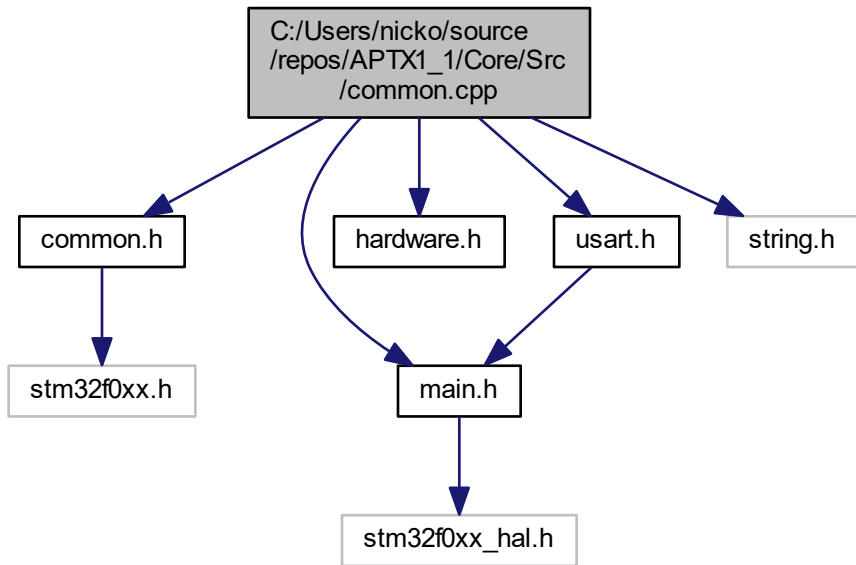 C:/Users/nicko/source
/repos/APTX1_1/Core/Src
/common.cpp
common.h
hardware.h
usart.h
string.h
stm32f0xx.h
main.h
stm32f0xx_hal.h